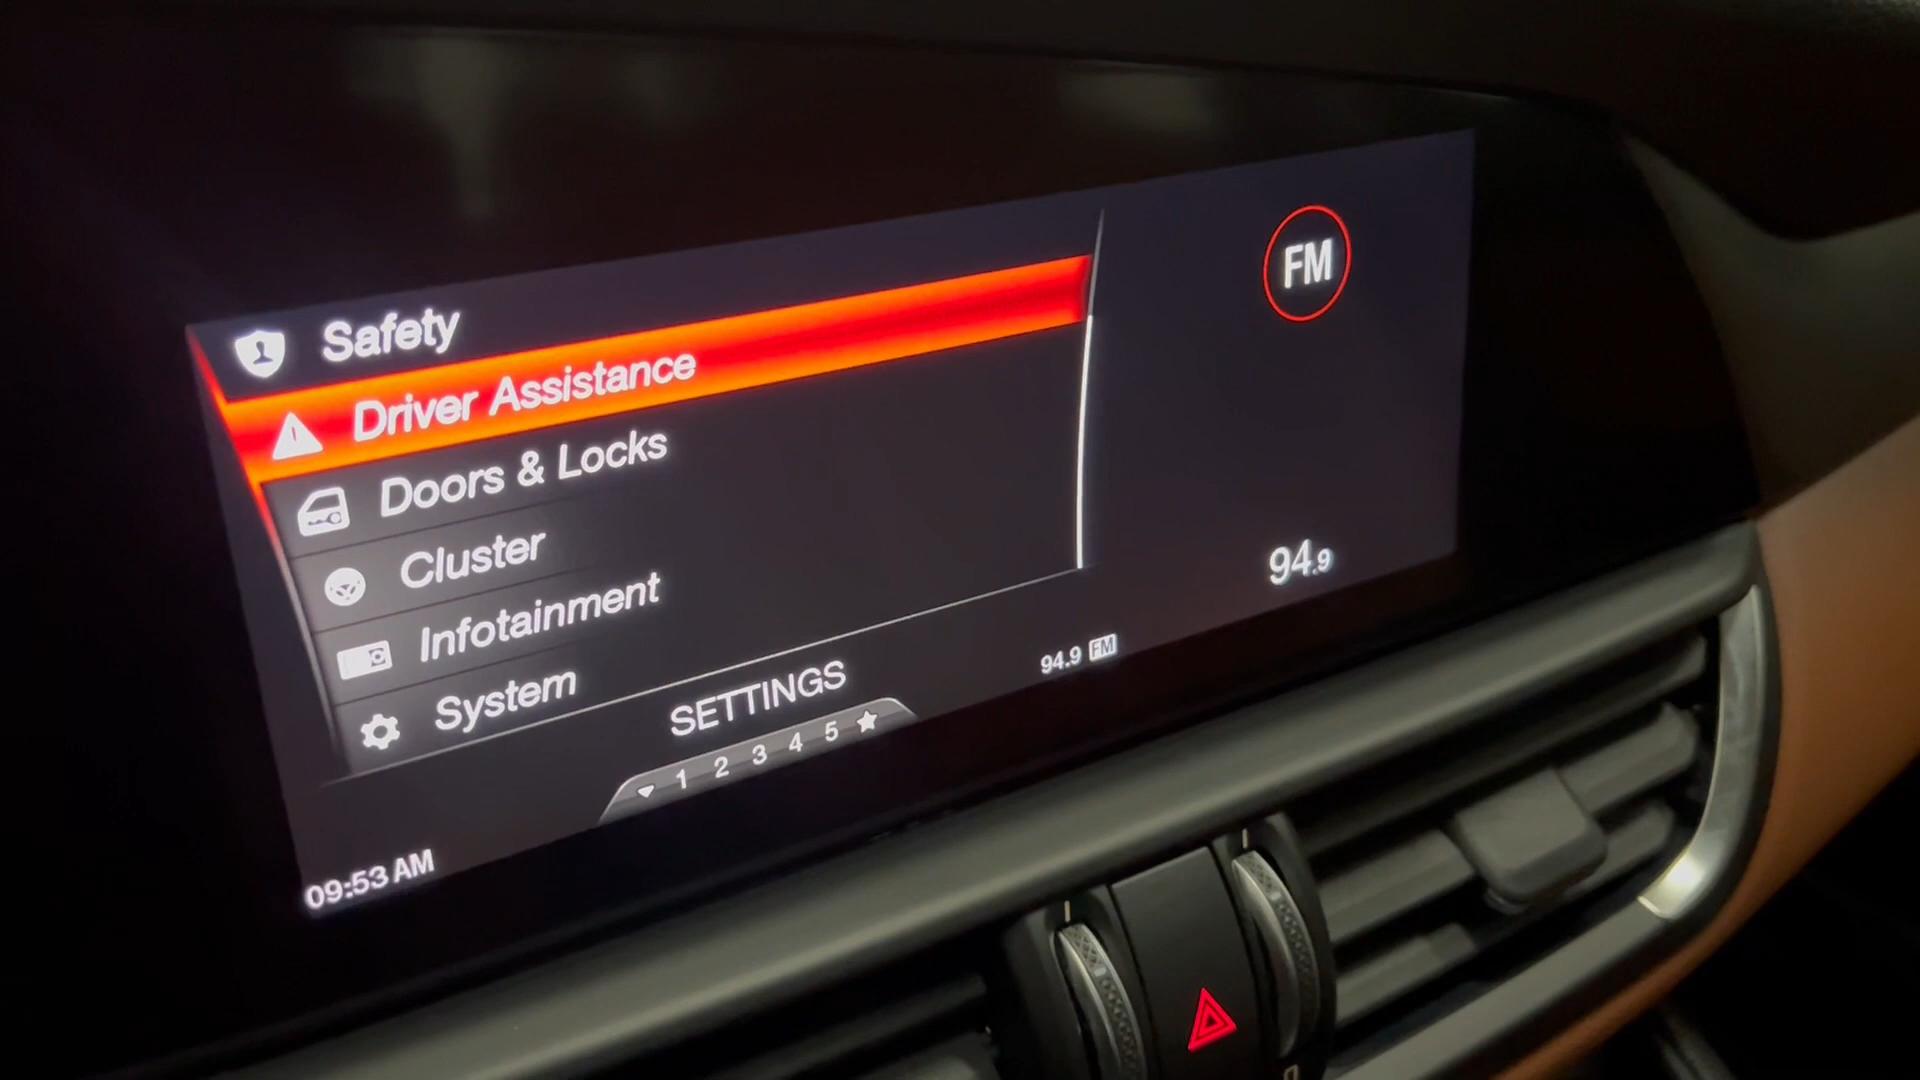 Safety
Driver Assistance
Doors & Locks
Cluster
Infotainment
System
SETTINGS
1 2 3 4 5
FM
94.9
94.9 FM
09:53 AM